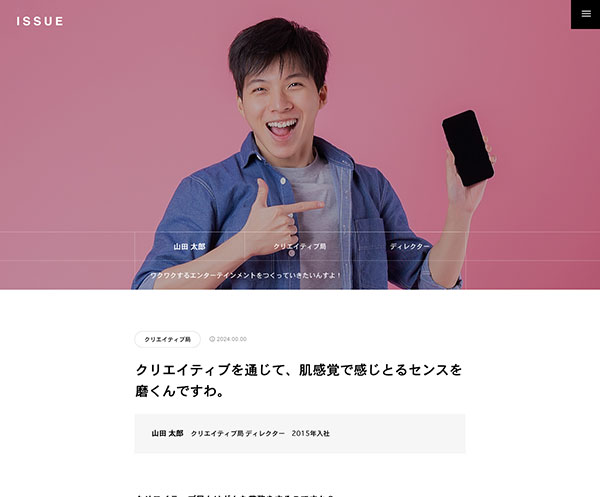 ISSUE
山田 太郎
クリエイティブ局
ディレクター
ワクワクするエンターテインメントをつくっていきたいんすよ！
クリエイティブ局
2024.00.00
クリエイティブを通じて、肌感覚で感じとるセンスを
磨くんですわ。
山田 太郎 クリエイティブ局 ディレクター 2015年入社